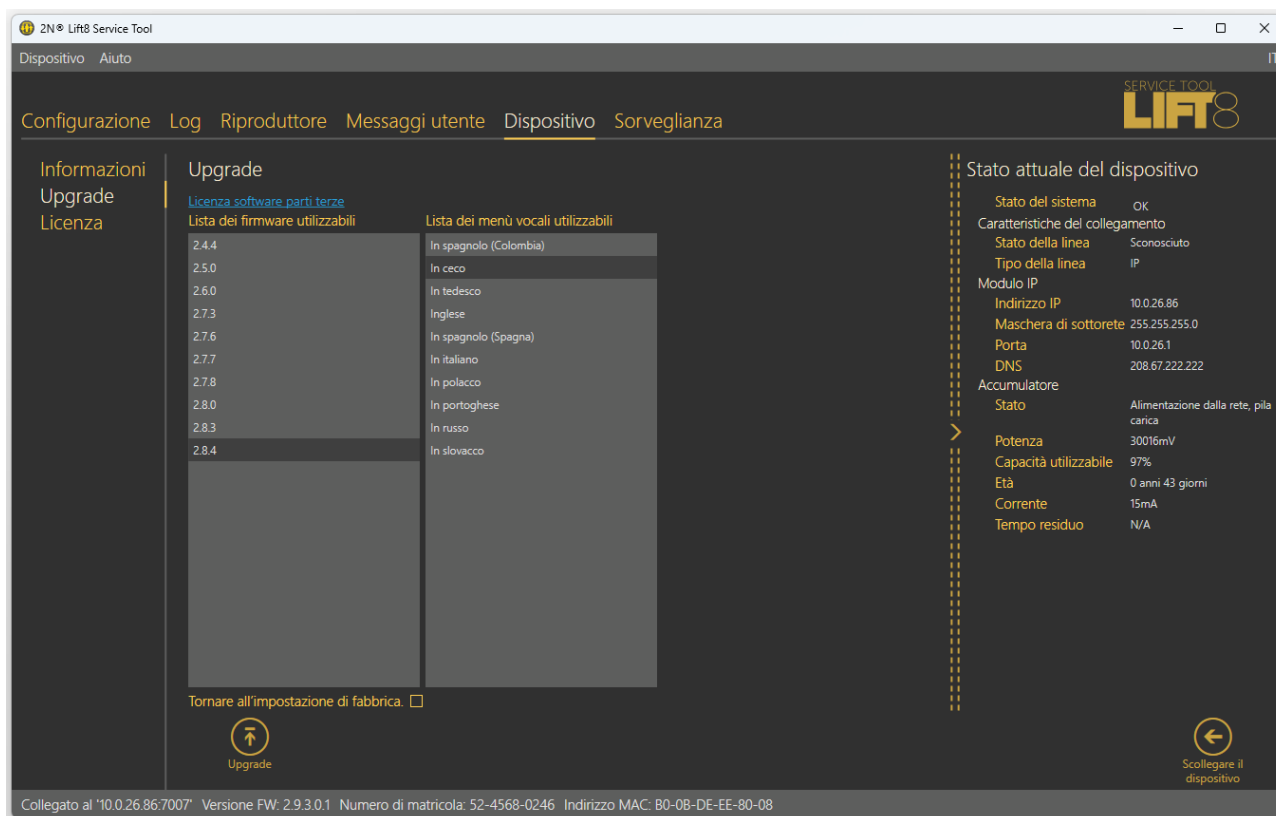 2N® Lift8 Service Tool
Dispositivo Aiuto IT
SERVICE TOOL
LIFT8
Configurazione Log Riproduttore Messaggi utente Dispositivo Sorveglianza
Informazioni
Upgrade
Licenza
Upgrade
Licenza software parti terze
Lista dei firmware utilizzabili
2.4.4
2.5.0
2.6.0
2.7.3
2.7.6
2.7.7
2.7.8
2.8.0
2.8.3
2.8.4
Lista dei menù vocali utilizzabili
In spagnolo (Colombia)
In ceco
In tedesco
Inglese
In spagnolo (Spagna)
In italiano
In polacco
In portoghese
In russo
In slovacco
Tornare all'impostazione di fabbrica.
Upgrade
Stato attuale del dispositivo
Stato del sistema OK
Caratteristiche del collegamento
Stato della linea Sconosciuto
Tipo della linea IP
Modulo IP
Indirizzo IP 10.0.26.86
Maschera di sottorete 255.255.255.0
Porta 10.0.26.1
DNS 208.67.222.222
Accumulatore
Stato Alimentazione dalla rete, pila
carica
Potenza 30016mV
Capacità utilizzabile 97%
Età 0 anni 43 giorni
Corrente 15mA
Tempo residuo N/A
Scollegare il
dispositivo
Collegato al '10.0.26.86:7007' Versione FW: 2.9.3.0.1 Numero di matricola: 52-4568-0246 Indirizzo MAC: B0-0B-DE-EE-80-08